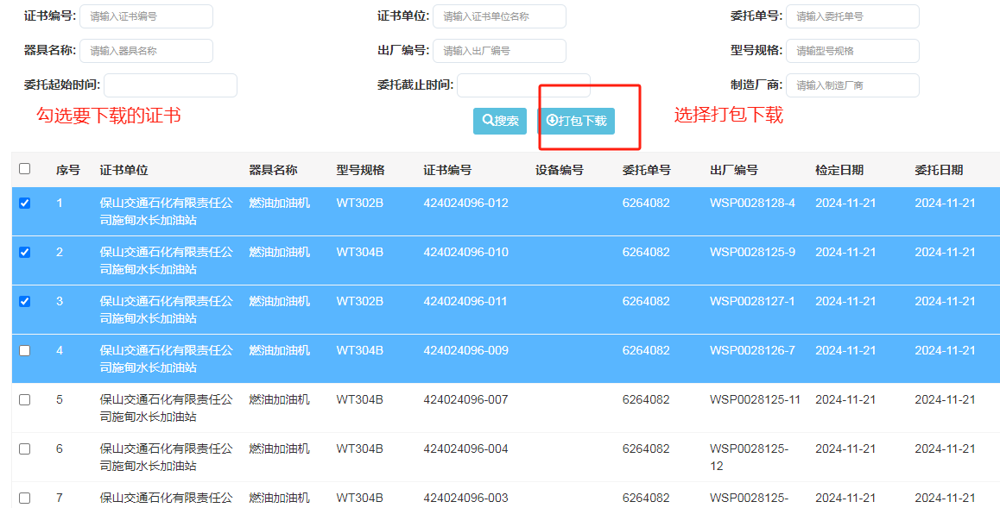 证书编号: 请输入证书编号 证书单位: 请输入证书单位名称 委托单号: 请输入委托单号
器具名称: 请输入器具名称 出厂编号: 请输入出厂编号 型号规格: 请输型号规格
委托起始时间: 委托截止时间: 制造厂商: 请输入制造厂商
勾选要下载的证书 搜索 打包下载 选择打包下载
序号 证书单位 器具名称 型号规格 证书编号 设备编号 委托单号 出厂编号 检定日期 委托日期
1 保山交通石化有限责任公 燃油加油机 WT302B 424024096-012 6264082 WSP0028128-4 2024-11-21 2024-11-21
司施甸水长加油站
2 保山交通石化有限责任公 燃油加油机 WT304B 424024096-010 6264082 WSP0028125-9 2024-11-21 2024-11-21
司施甸水长加油站
3 保山交通石化有限责任公 燃油加油机 WT302B 424024096-011 6264082 WSP0028127-1 2024-11-21 2024-11-21
司施甸水长加油站
4 保山交通石化有限责任公 燃油加油机 WT304B 424024096-009 6264082 WSP0028126-7 2024-11-21 2024-11-21
司施甸水长加油站
5 保山交通石化有限责任公 燃油加油机 WT304B 424024096-007 6264082 WSP0028125-11 2024-11-21 2024-11-21
司施甸水长加油站
6 保山交通石化有限责任公 燃油加油机 WT304B 424024096-004 6264082 WSP0028125- 2024-11-21 2024-11-21
司施甸水长加油站 12
7 保山交通石化有限责任公 燃油加油机 WT304B 424024096-003 6264082 WSP0028125- 2024-11-21 2024-11-21